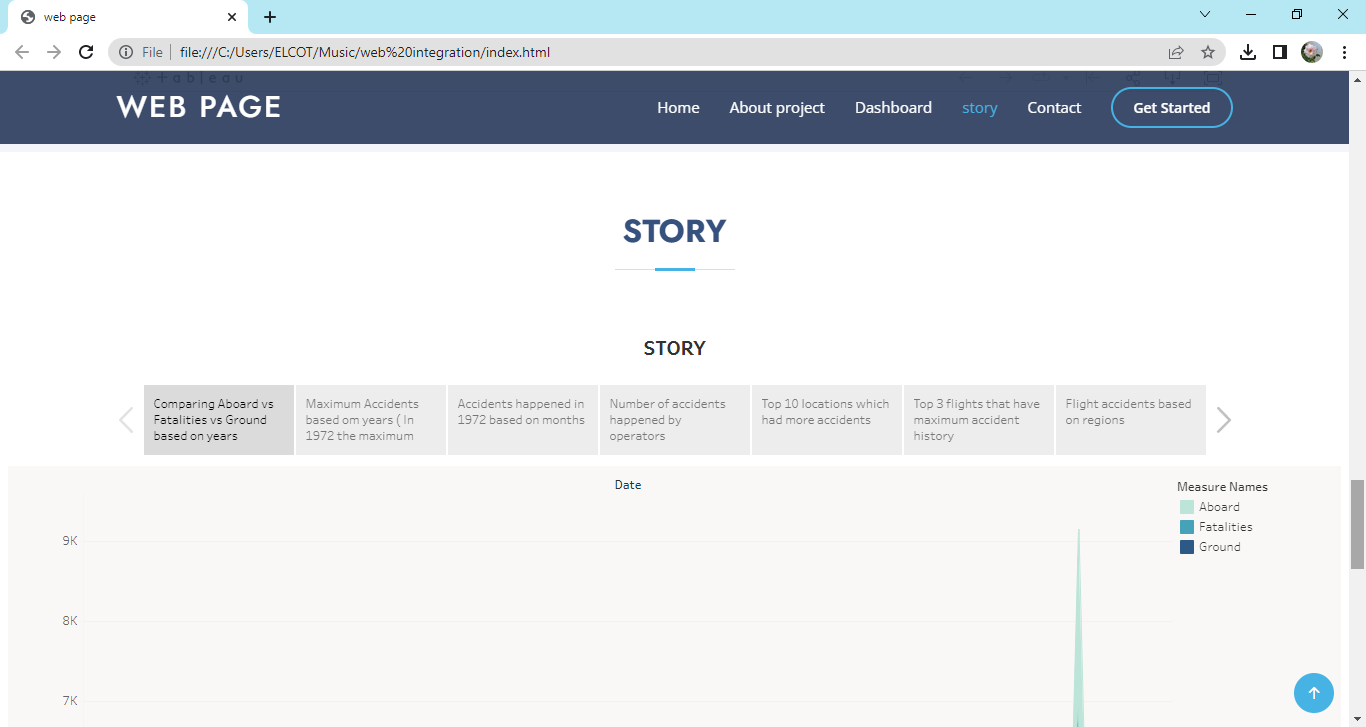 web page
File
file:///C:/Users/ELCOT/Music/web%20integration/index.html
+ a b l e a u
WEB PAGE
Home
About project
Dashboard
story
Contact
Get Started
STORY
STORY
Comparing Aboard vs
Fatalities vs Ground
based on years
Maximum Accidents
based om years ( In
1972 the maximum
Accidents happened in
1972 based on months
Number of accidents
happened by
operators
Top 10 locations which
had more accidents
Top 3 flights that have
maximum accident
history
Flight accidents based
on regions
Date
Measure Names
Aboard
Fatalities
Ground
9K
8K
7K